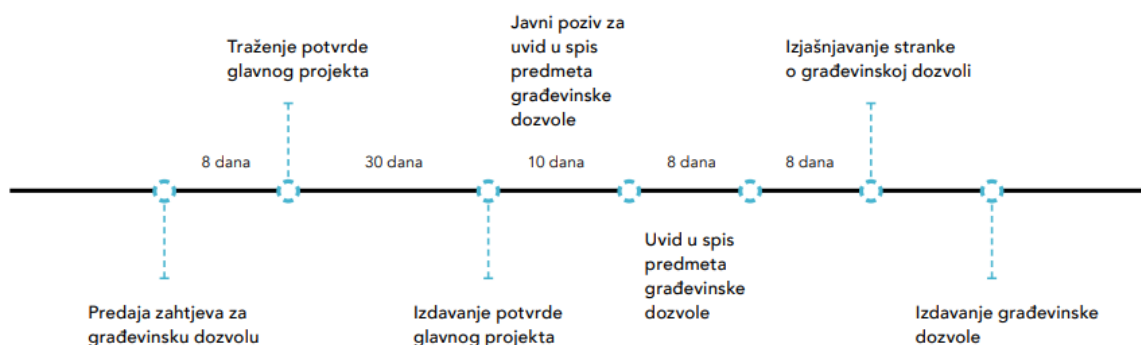 Traženje potvrde
glavnog projekta
Javni poziv za
uvid u spis
predmeta
građevinske
dozvole
Izjašnjavanje stranke
o građevinskoj dozvoli
8 dana
30 dana
10 dana
8 dana
8 dana
Predaja zahtjeva za
građevinsku dozvolu
Izdavanje potvrde
glavnog projekta
Uvid u spis
predmeta
građevinske
dozvole
Izdavanje građevinske
dozvole